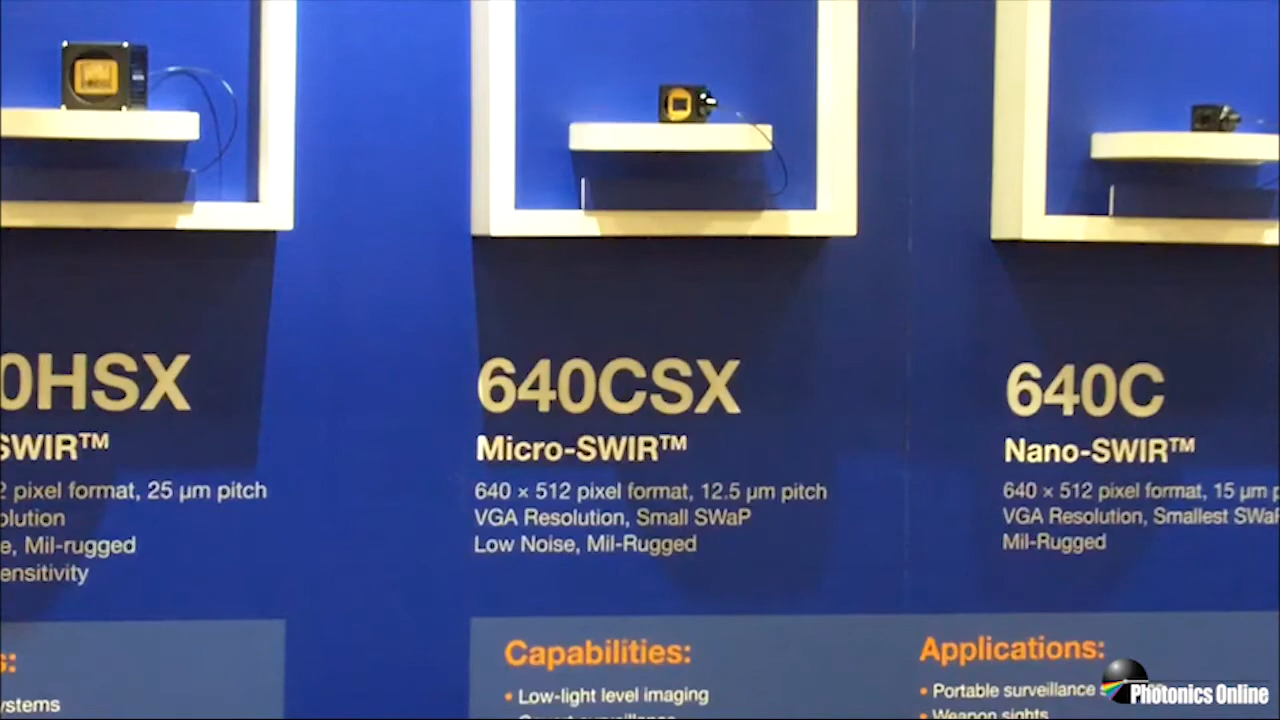 0HSX
SWIR™
2 pixel format, 25 µm pitch
olution
e, Mil-rugged
ensitivity
s:
ystems
640CSX
Micro-SWIR™
640 × 512 pixel format, 12.5 µm pitch
VGA Resolution, Small SWaP
Low Noise, Mil-Rugged
Capabilities:
• Low-light level imaging
640C
Nano-SWIR™
640 × 512 pixel format, 15 µm p
VGA Resolution, Smallest SWaP
Mil-Rugged
Applications:
• Portable surveillance
• Weapon sights
Photonics Online